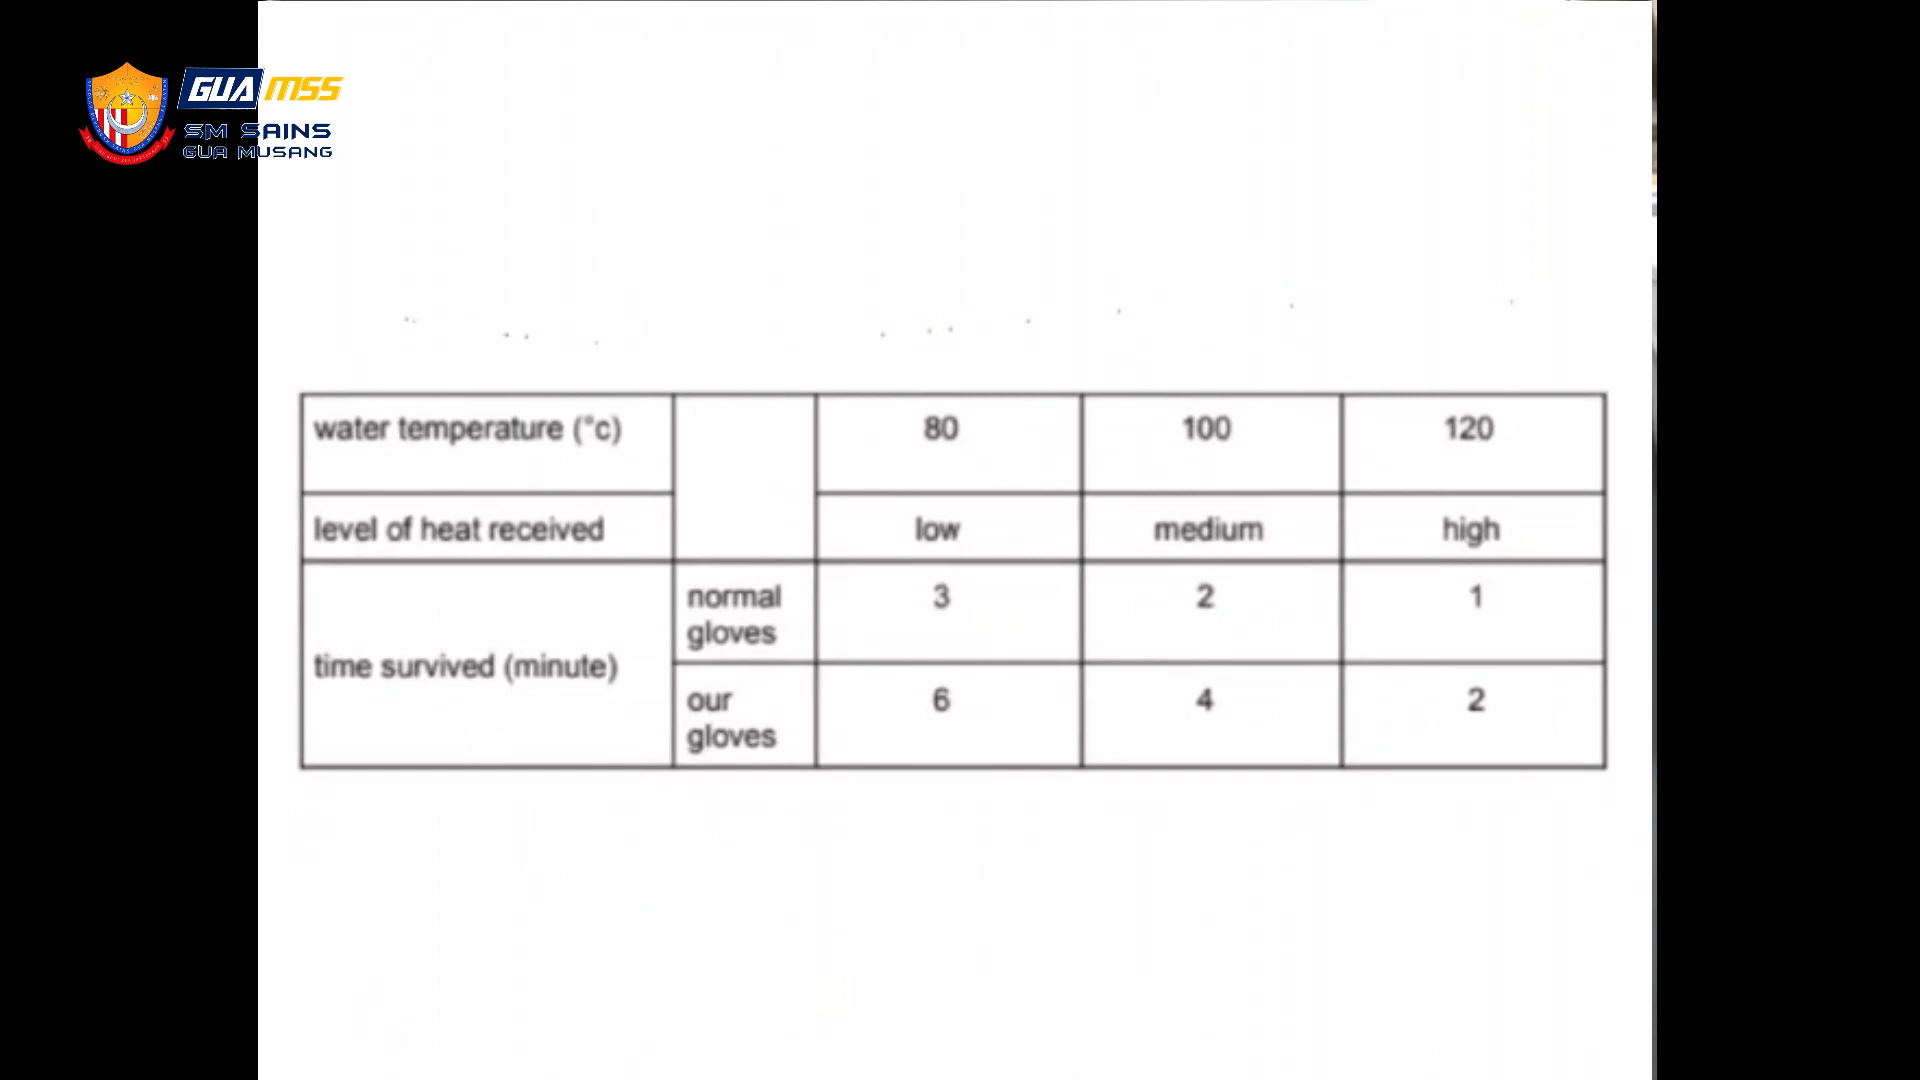 GUA MSS
SM SAINS
GUA MUSANG
water temperature (°c) 80 100 120
level of heat received low medium high
time survived (minute)
normal gloves 3 2 1
our gloves 6 4 2